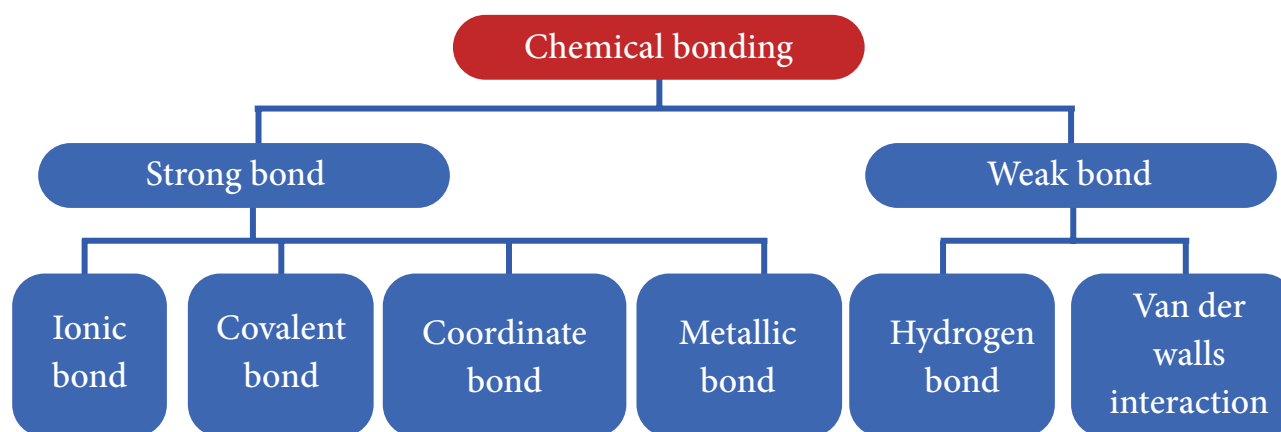 Chemical bonding
Strong bond
Weak bond
Ionic
bond
Covalent
bond
Coordinate
bond
Metallic
bond
Hydrogen
bond
Van der
walls
interaction